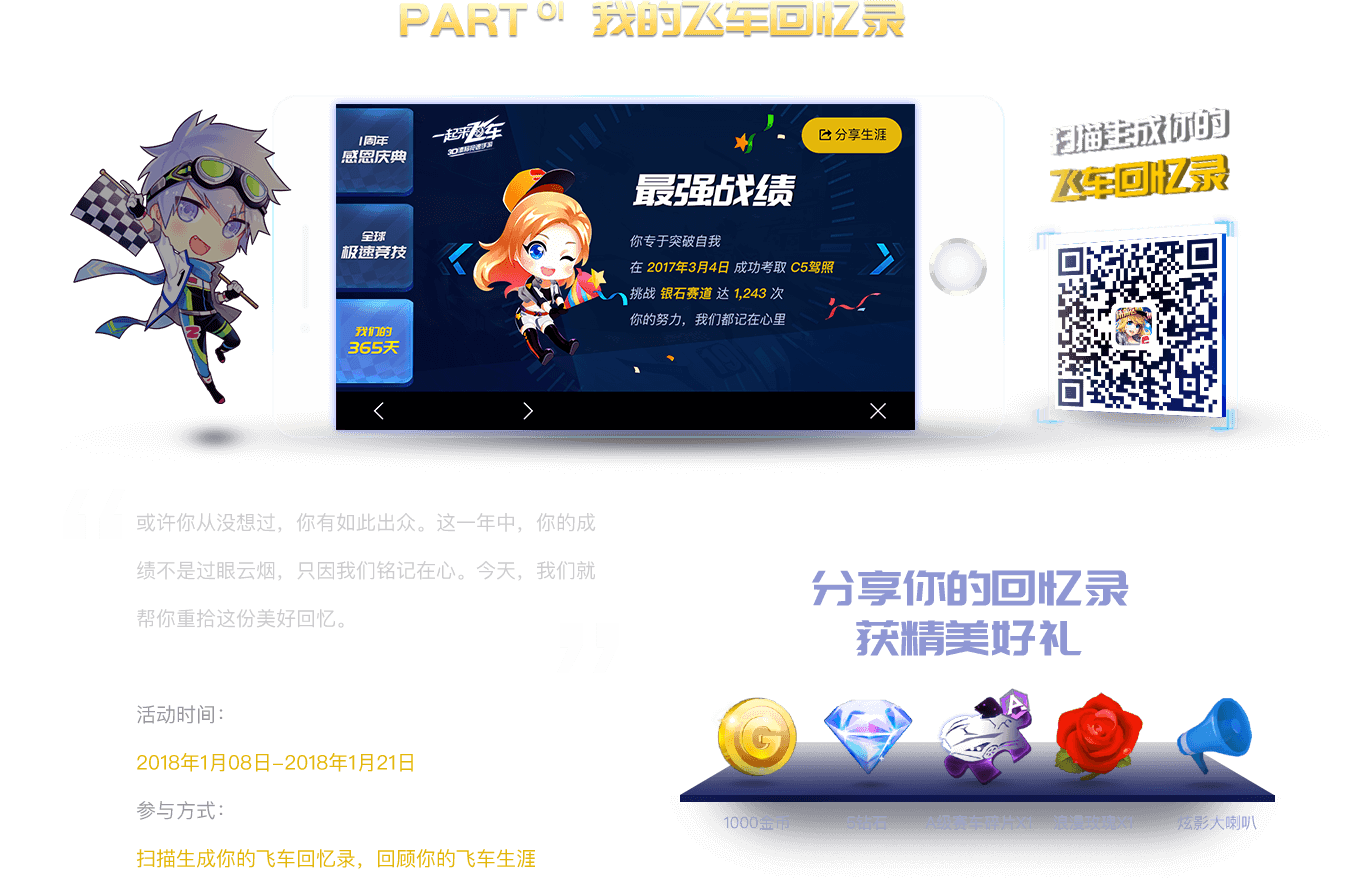 PART 01 我的飞车回忆录
1周年
感恩庆典
一起来飞车
分享生涯
扫描生成你的
飞车回忆录
最强战绩
全球
极速竞技
你专于突破自我
在 2017年3月4日 成功考取 C5驾照
挑战 银石赛道 达 1,243 次
你的努力，我们都记在心里
我们的
365天
或许你从没想过，你有如此出众。这一年中，你的成
绩不是过眼云烟，只因我们铭记在心。今天，我们就
帮你重拾这份美好回忆。
分享你的回忆录
获精美好礼
活动时间：
2018年1月08日-2018年1月21日
参与方式：
扫描生成你的飞车回忆录，回顾你的飞车生涯
G
A
1000金币
炫影大喇叭